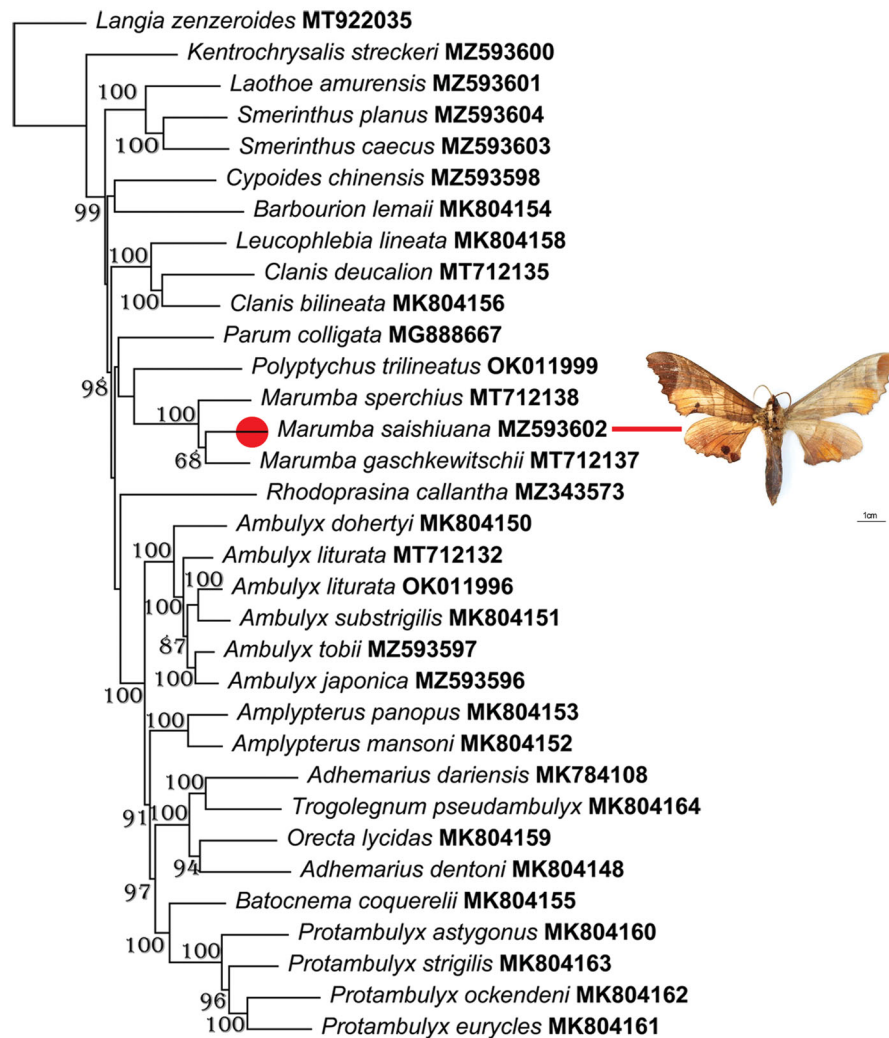 Langia zenzeroides MT922035
Kentrochrysalis streckeri MZ593600
Laothoe amurensis MZ593601
100
Smerinthus planus MZ593604
100
Smerinthus caecus MZ593603
Cypoides chinensis MZ593598
99
Barbourion lemaii MK804154
100
Leucophlebia lineata MK804158
Clanis deucalion MT712135
100
Clanis bilineata MK804156
Parum colligata MG888667
98
Polyptychus trilineatus OK011999
Marumba sperchius MT712138
100
Marumba saishiuana MZ593602
68
Marumba gaschkewitschii MT712137
Rhodoprasina callantha MZ343573
1cm
Ambulyx dohertyi MK804150
100
Ambulyx liturata MT712132
100
Ambulyx liturata OK011996
100
Ambulyx substrigilis MK804151
87
Ambulyx tobii MZ593597
100
Ambulyx japonica MZ593596
100
Amplypterus panopus MK804153
100
Amplypterus mansoni MK804152
Adhemarius dariensis MK784108
100
Trogolegnum pseudambulyx MK804164
91
100
Orecta lycidas MK804159
94
Adhemarius dentoni MK804148
97
Batocnema coquerelii MK804155
Protambulyx astygonus MK804160
100
100
Protambulyx strigilis MK804163
96
Protambulyx ockendeni MK804162
100
Protambulyx eurycles MK804161